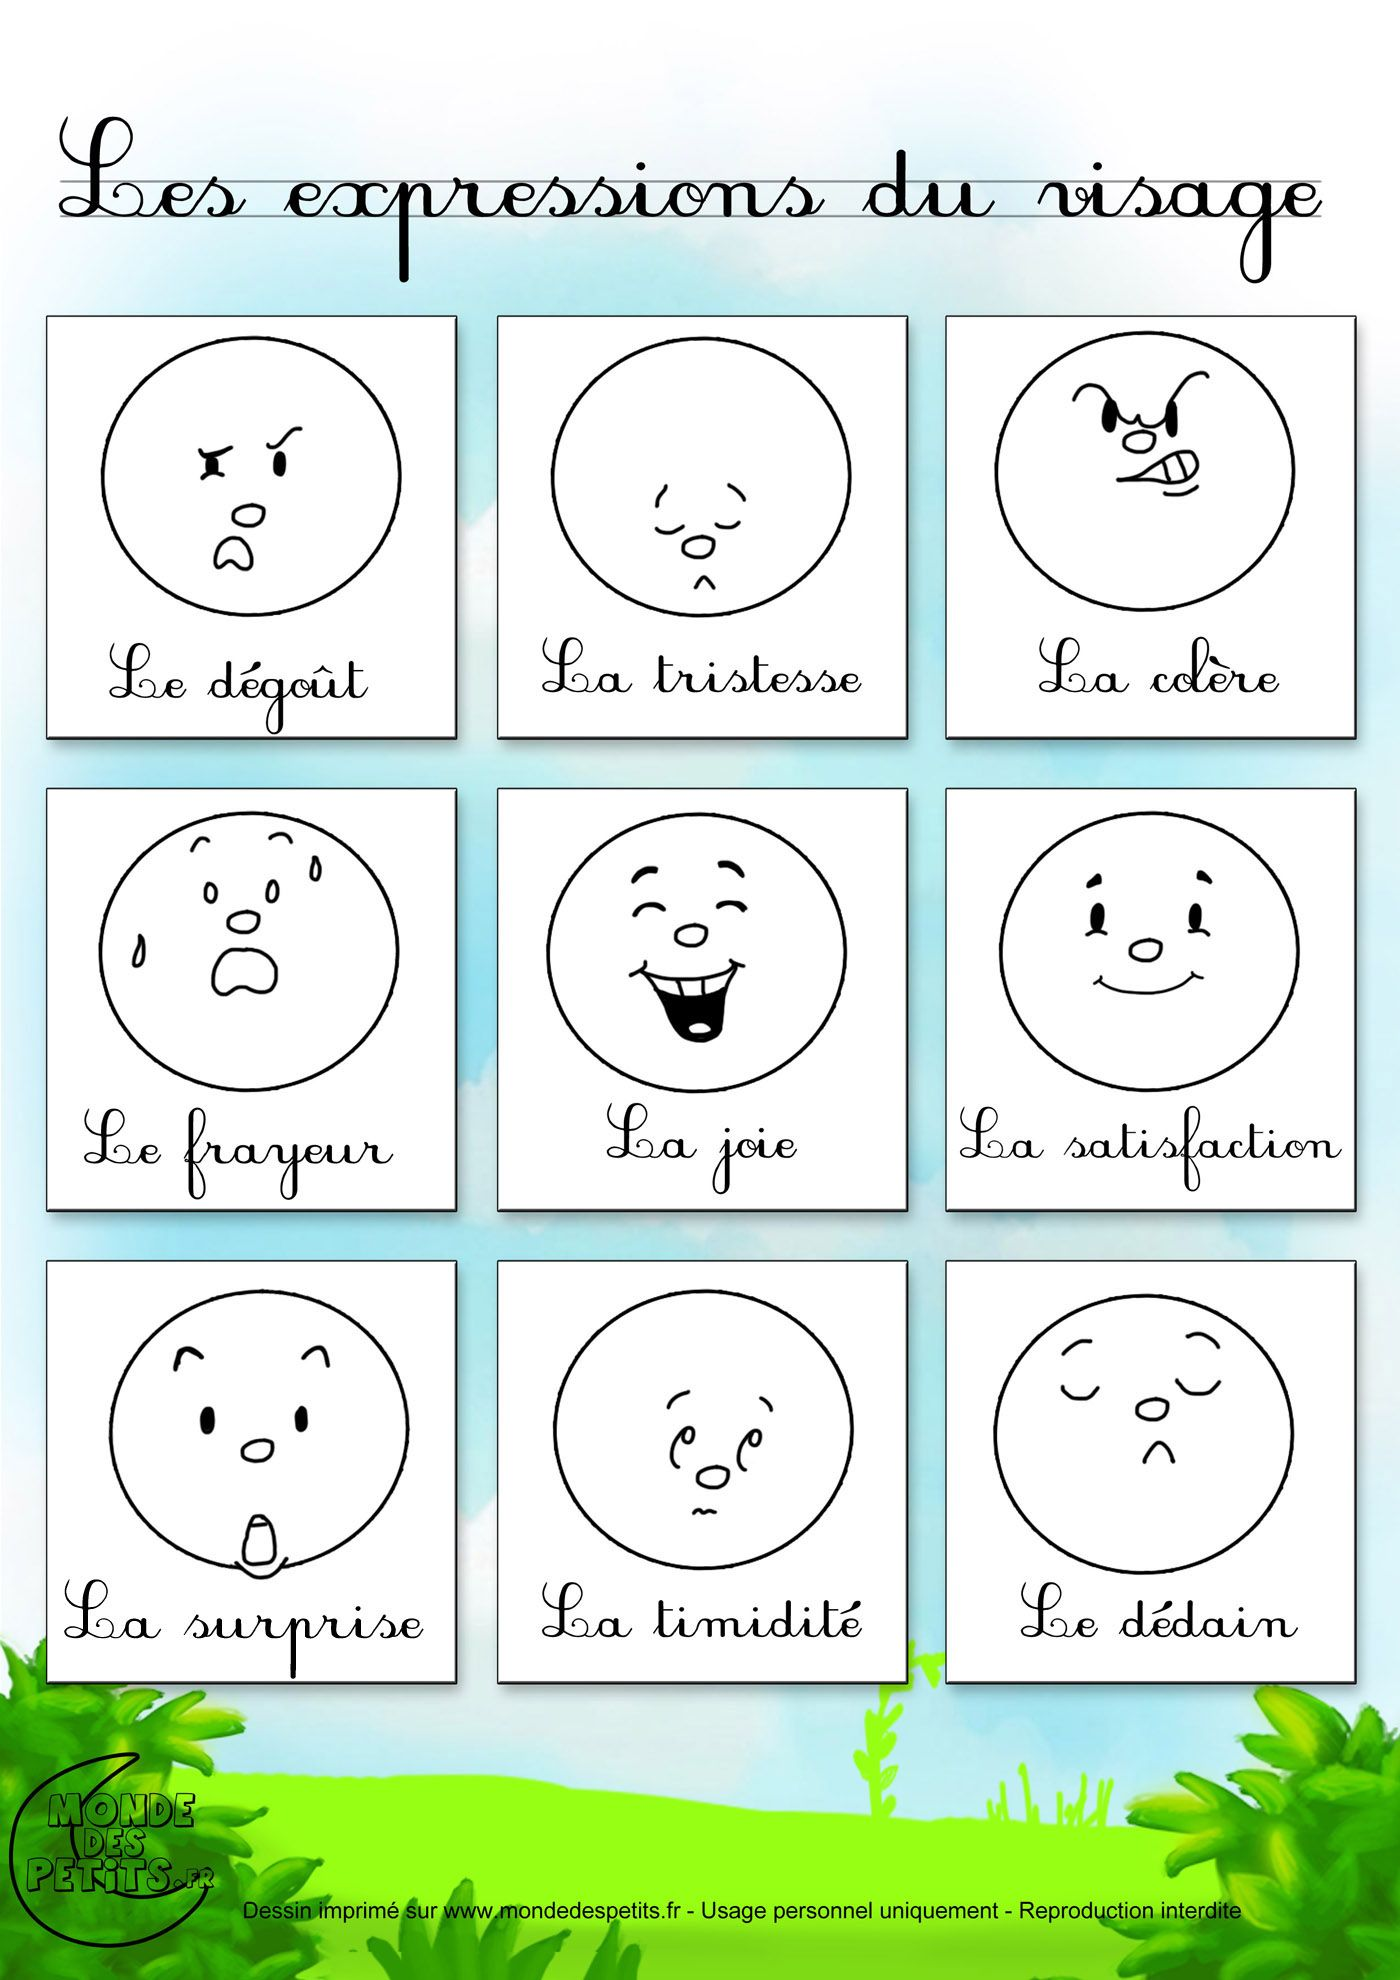 Les expressions du visage
Le dégoût
La tristesse
La colère
Le frayeur
La joie
La satisfaction
La surprise
La timidité
Le dédain
MONDE
DES
PETITS.FR
Dessin imprimé sur www.mondedespetits.fr - Usage personnel uniquement - Reproduction interdite